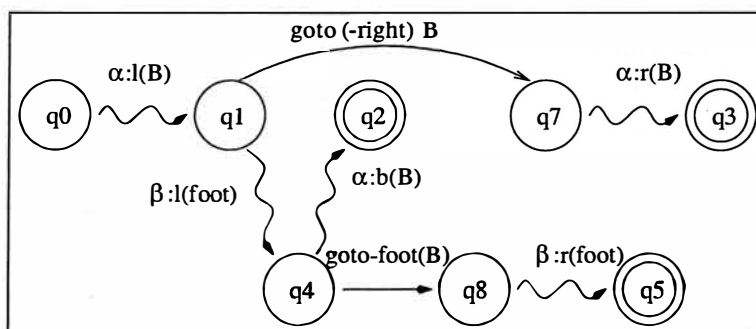 goto (-right) B
α:l(B)
α:r(B)
q0
q1
q2
q7
q3
β:l(foot)
α:b(B)
goto-foot(B)
β:r(foot)
q4
q8
q5